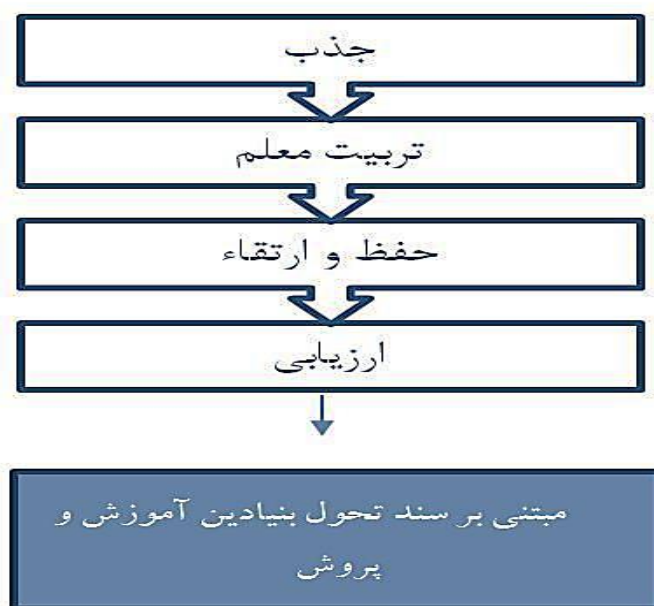 جذب
تربیت معلم
حفظ و ارتقاء
ارزیابی
مبتنی بر سند تحول بنیادین آموزش و
پروش